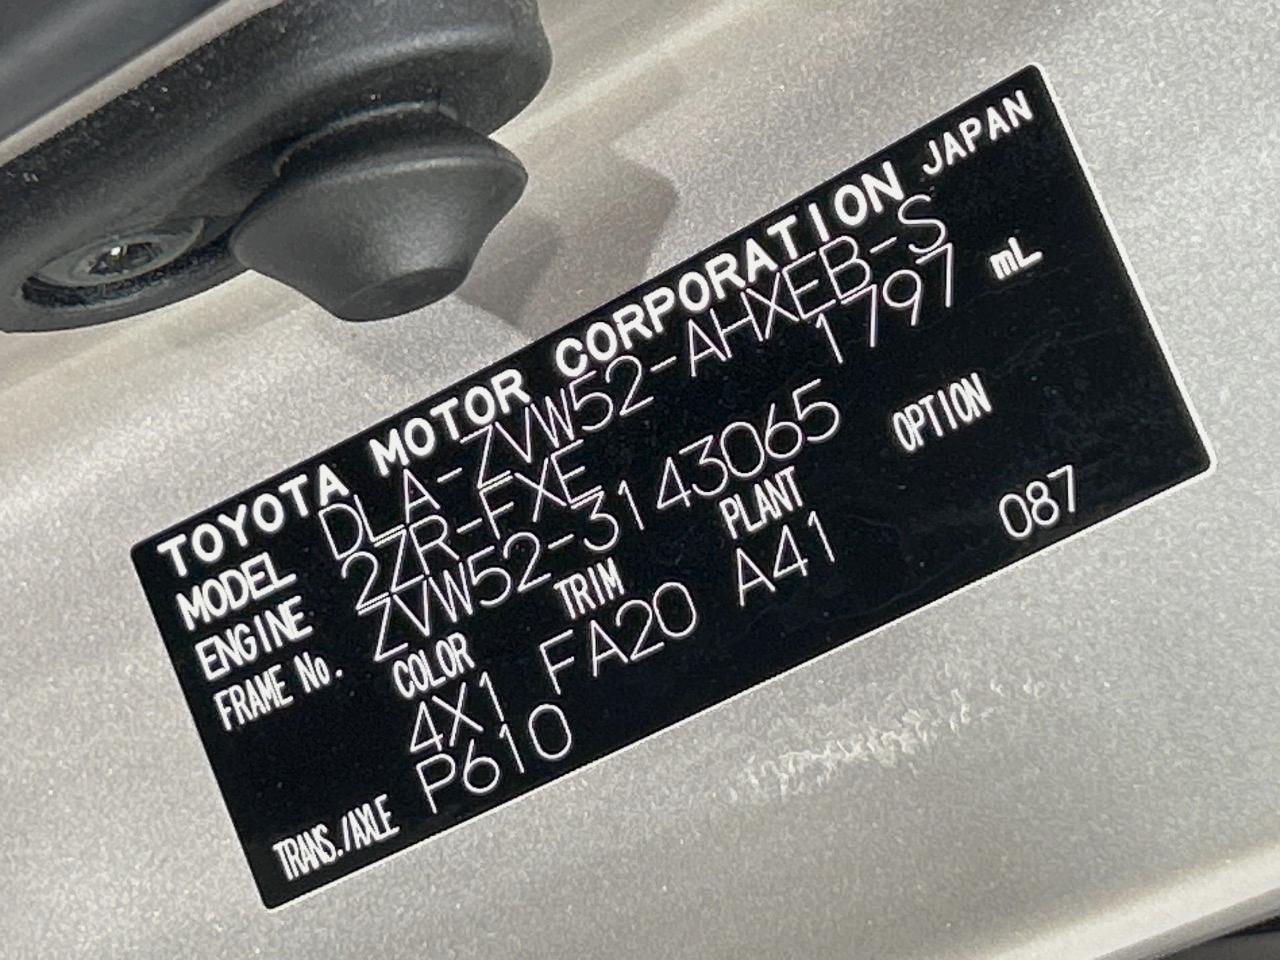 TOYOTA MOTOR CORPORATION JAPAN
MODEL DLA-ZVW52-AHXEB-S
ENGINE 2ZR-FXE 1797 mL
FRAME No. ZVW52-3143065
COLOR TRIM PLANT OPTION
4X1 FA20 A41 087
TRANS./AXLE P610